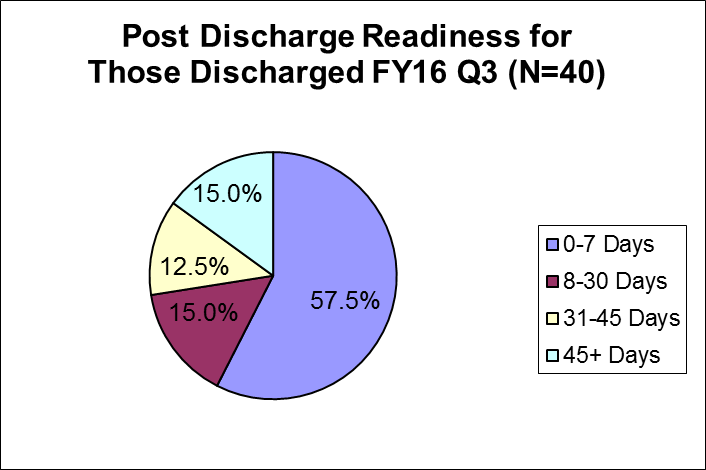 Post Discharge Readiness for
Those Discharged FY16 Q3 (N=40)
15.0%
12.5%
15.0%
57.5%
0-7 Days
8-30 Days
31-45 Days
45+ Days